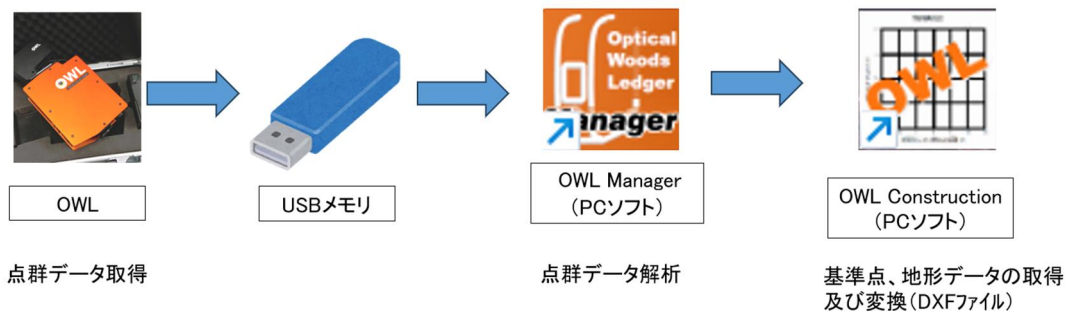 OWL
Optical
Woods
Ledger
Manager
OWL
OWL
USBメモリ
OWL Manager
(PCソフト)
OWL Construction
(PCソフト)
点群データ取得
点群データ解析
基準点、地形データの取得
及び変換(DXFファイル)